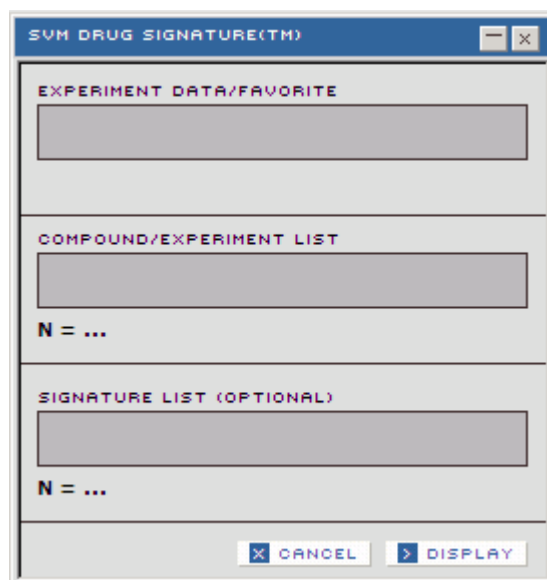 SVM DRUG SIGNATURE(TM)
EXPERIMENT DATA/FAVORITE
COMPOUND/EXPERIMENT LIST
N = ...
SIGNATURE LIST (OPTIONAL)
N = ...
X CANCEL > DISPLAY